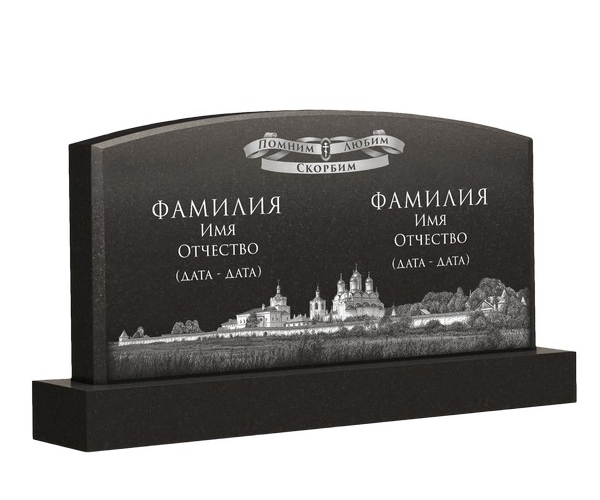 Помним Любим
Скорбим
ФАМИЛИЯ
Имя
Отчество
(дата - дата)
ФАМИЛИЯ
Имя
Отчество
(дата - дата)